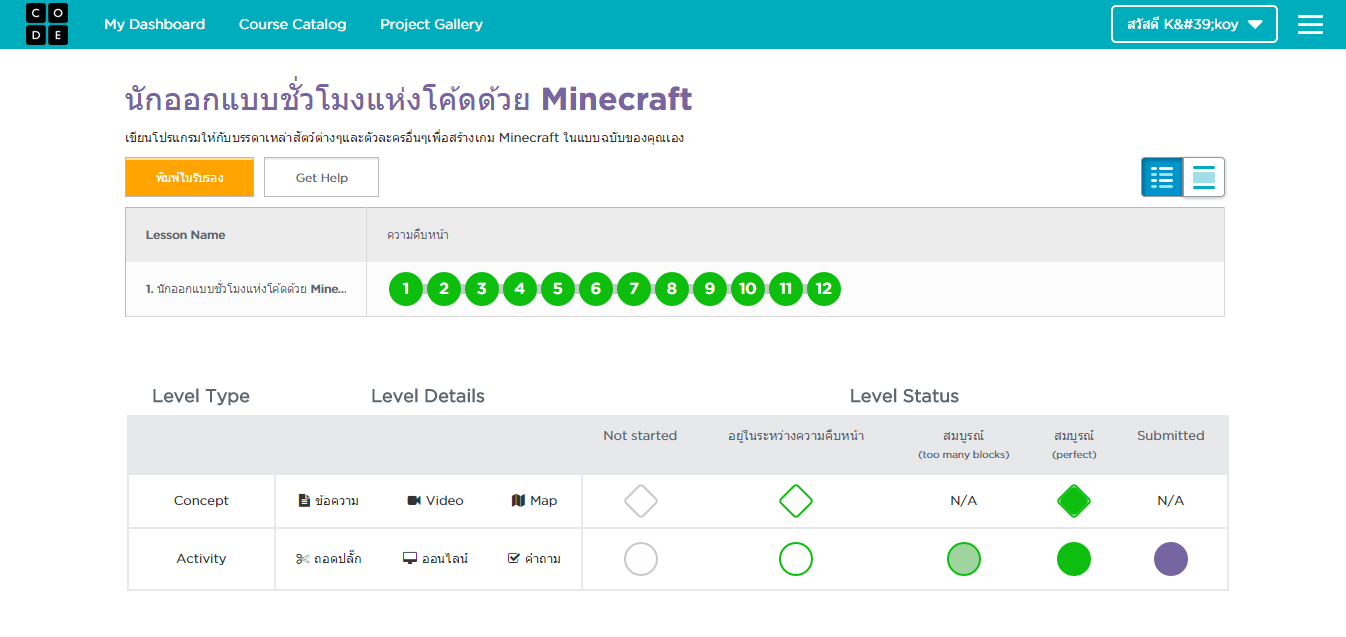 C O D E My Dashboard Course Catalog Project Gallery สวัสดี K&#39;koy
นักออกแบบชั่วโมงแห่งโค้ดด้วย Minecraft
เขียนโปรแกรมให้กับบรรดาเหล่าสัตว์ต่างๆและตัวละครอื่นๆเพื่อสร้างเกม Minecraft ในแบบฉบับของคุณเอง
พิมพ์ใบรับรอง Get Help
Lesson Name ความคืบหน้า
1. นักออกแบบชั่วโมงแห่งโค้ดด้วย Mine... 1 2 3 4 5 6 7 8 9 10 11 12
Level Type Level Details Level Status
Not started อยู่ในระหว่างความคืบหน้า สมบูรณ์ สมบูรณ์ Submitted
(too many blocks) (perfect)
Concept ข้อความ Video Map N/A N/A
Activity ถอดปลั๊ก ออนไลน์ คำถาม